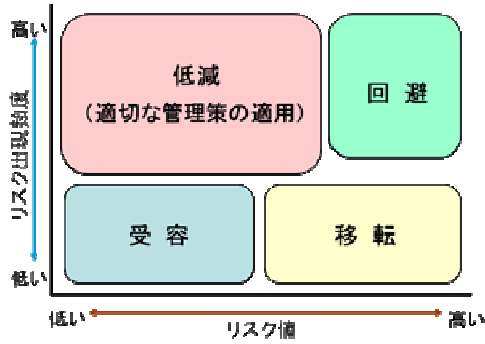 高い
低減
（適切な管理策の適用）
回 避
リスク出現頻度
受 容
移 転
低い
低い
リスク値
高い